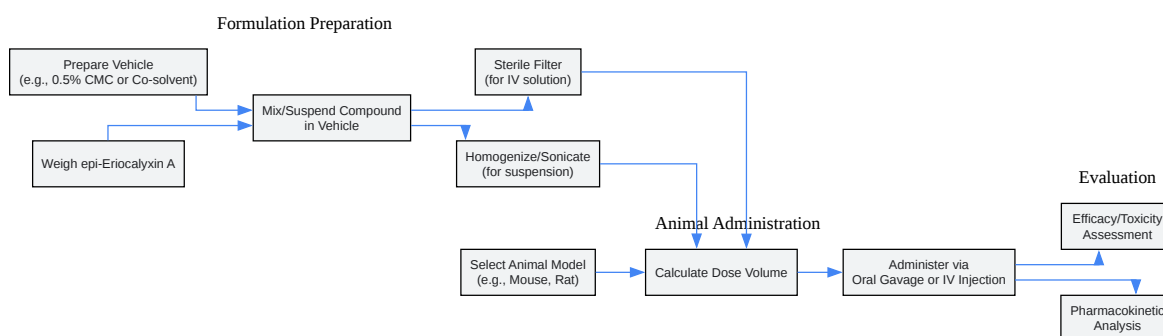 Formulation Preparation
Prepare Vehicle
(e.g., 0.5% CMC or Co-solvent)
Weigh epi-Eriocalyxin A
Mix/Suspend Compound
in Vehicle
Sterile Filter
(for IV solution)
Homogenize/Sonicate
(for suspension)
Animal Administration
Select Animal Model
(e.g., Mouse, Rat)
Calculate Dose Volume
Administer via
Oral Gavage or IV Injection
Evaluation
Efficacy/Toxicity
Assessment
Pharmacokinetic
Analysis